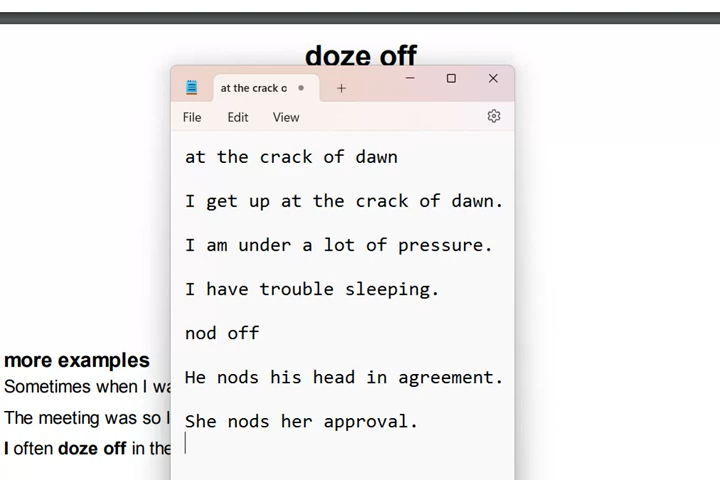 doze off
at the crack o
File Edit View
at the crack of dawn
I get up at the crack of dawn.
I am under a lot of pressure.
I have trouble sleeping.
nod off
He nods his head in agreement.
She nods her approval.
more examples
Sometimes when I
The meeting was so
I often doze off in the